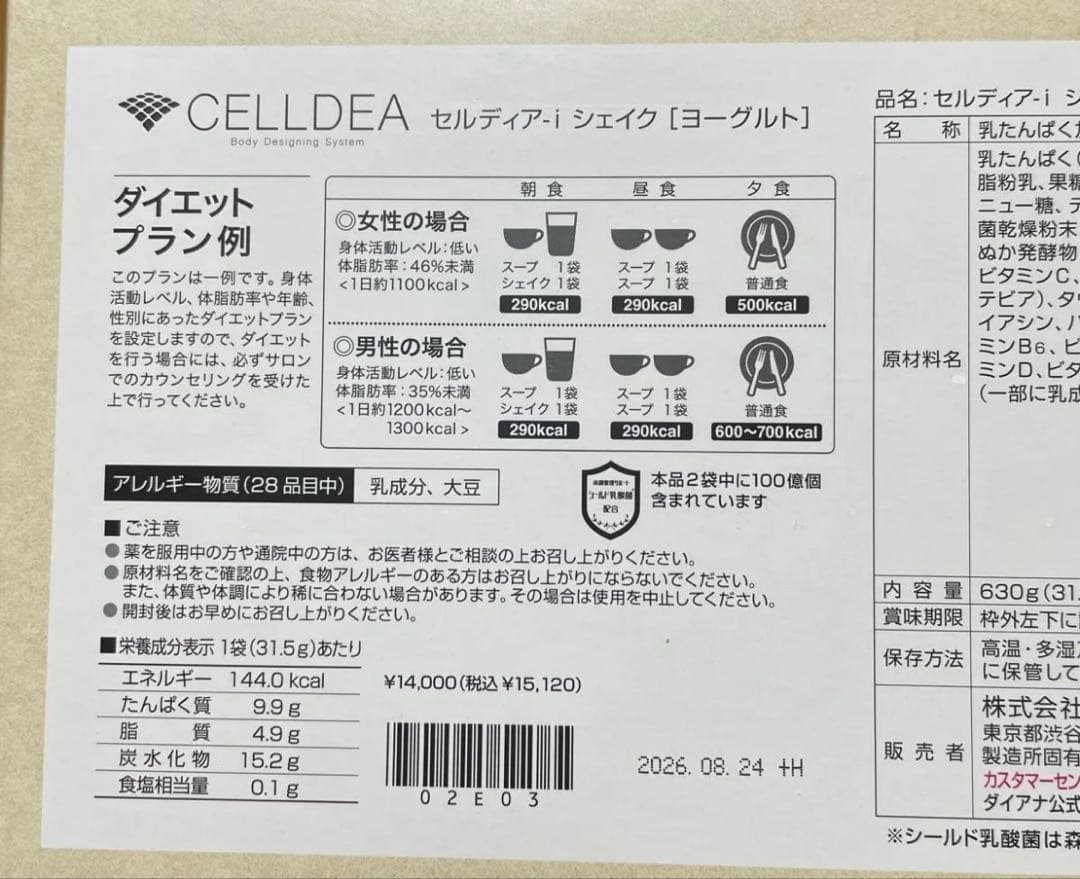 CELLDEA セルディア-i シェイク [ヨーグルト]
Body Designing System
ダイエット
プラン例
このプランは一例です。身体
活動レベル、体脂肪率や年齢、
性別にあったダイエットプラン
を設定しますので、ダイエット
を行う場合には、必ずサロン
でのカウンセリングを受けた
上で行ってください。
朝食 昼食 夕食
◎女性の場合
身体活動レベル:低い
体脂肪率:46%未満
<1日約1100kcal>
スープ 1袋
シェイク 1袋
290kcal
スープ 1袋
スープ 1袋
290kcal
普通食
500kcal
◎男性の場合
身体活動レベル:低い
体脂肪率:35%未満
<1日約1200kcal〜
1300kcal>
スープ 1袋
シェイク 1袋
290kcal
スープ 1袋
スープ 1袋
290kcal
普通食
600〜700kcal
アレルギー物質(28品目中) 乳成分、大豆
シールド乳酸菌
配合
本品2袋中に100億個
含まれています
■ご注意
●薬を服用中の方や通院中の方は、お医者様とご相談の上お召し上がりください。
●原材料名をご確認の上、食物アレルギーのある方はお召し上がりにならないでください。
また、体質や体調により稀に合わない場合があります。その場合は使用を中止してください。
●開封後はお早めにお召し上がりください。
■栄養成分表示 1袋(31.5g)あたり
エネルギー 144.0kcal
たんぱく質 9.9g
脂質 4.9g
炭水化物 15.2g
食塩相当量 0.1g
¥14,000(税込¥15,120)
02E03
2026.08.24 +H
品名:セルディア-i シ
名称 乳たんぱく
原材料名
乳たんぱく(
脂粉乳、果糖
ニュー糖、デ
菌乾燥粉末
ぬか発酵物
ビタミンC、
テビア)、タウ
イアシン、パ
ミンB6、ビ
ミンD、ビタ
(一部に乳成
内容量 630g(31.
賞味期限 枠外左下に
保存方法 高温・多湿
に保管して
販売者
株式会社
東京都渋谷
製造所固有
カスタマーセン
ダイアナ公式
※シールド乳酸菌は森